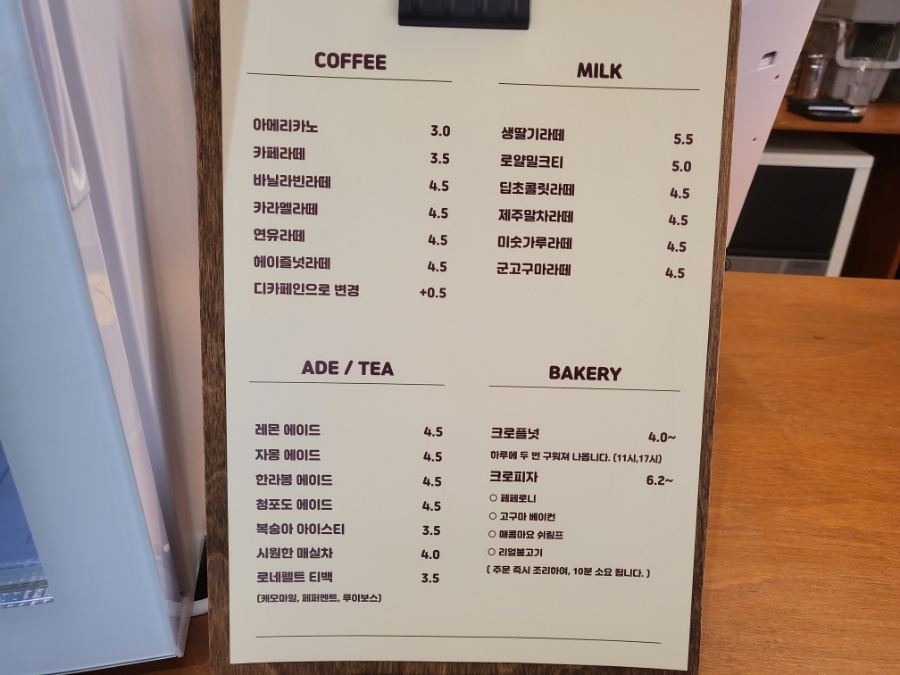 COFFEE
아메리카노 3.0
카페라떼 3.5
바닐라빈라떼 4.5
카라멜라떼 4.5
연유라떼 4.5
헤이즐넛라떼 4.5
디카페인으로 변경 +0.5
MILK
생딸기라떼 5.5
로얄밀크티 5.0
딥초콜릿라떼 4.5
제주말차라떼 4.5
미숫가루라떼 4.5
군고구마라떼 4.5
ADE / TEA
레몬 에이드 4.5
자몽 에이드 4.5
한라봉 에이드 4.5
청포도 에이드 4.5
복숭아 아이스티 3.5
시원한 매실차 4.0
로네펠트 티백 3.5
(캐모마일, 페퍼맨트, 루이보스)
BAKERY
크로플넛 4.0~
하루에 두 번 구워져 나옵니다. (11시,17시)
크로피자 6.2~
○ 페페로니
○ 고구마 베이컨
○ 매콤마요 쉬림프
○ 리얼불고기
( 주문 즉시 조리하여, 10분 소요 됩니다. )